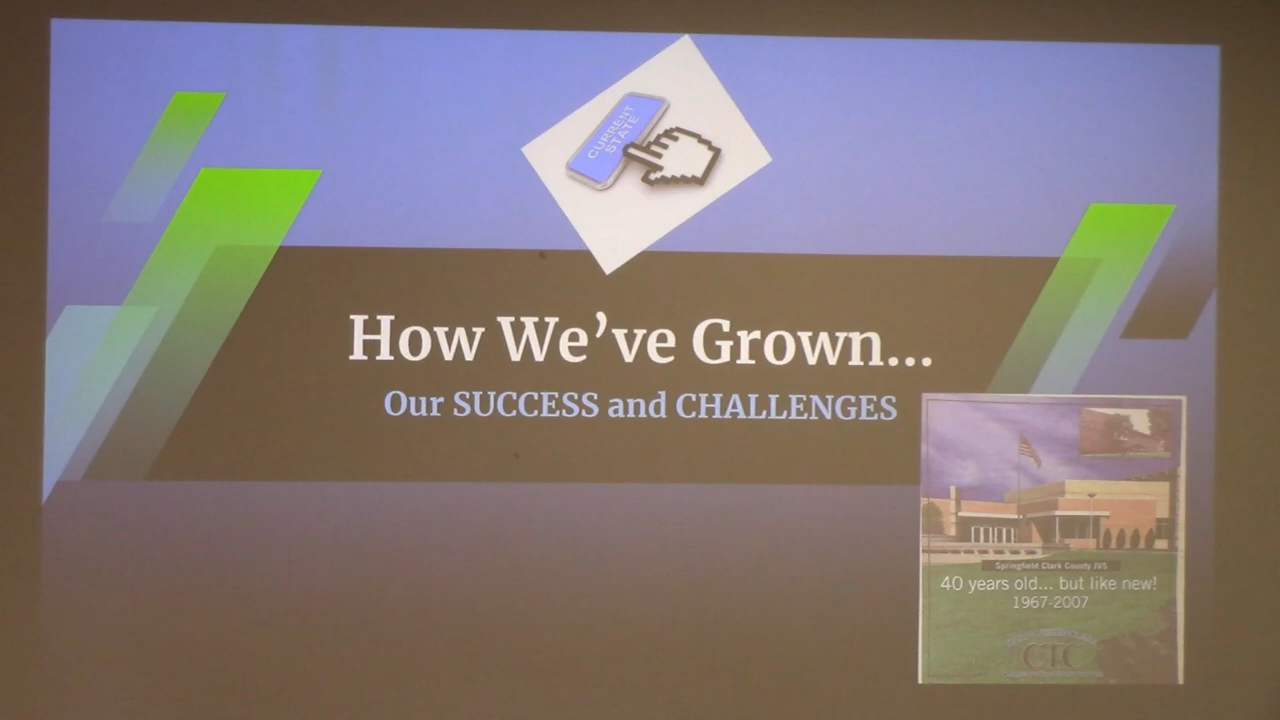 CURRENT
STATE
How We've Grown...
Our SUCCESS and CHALLENGES
Springfield Clark County JVS
40 years old... but like new!
1967-2007
CTC